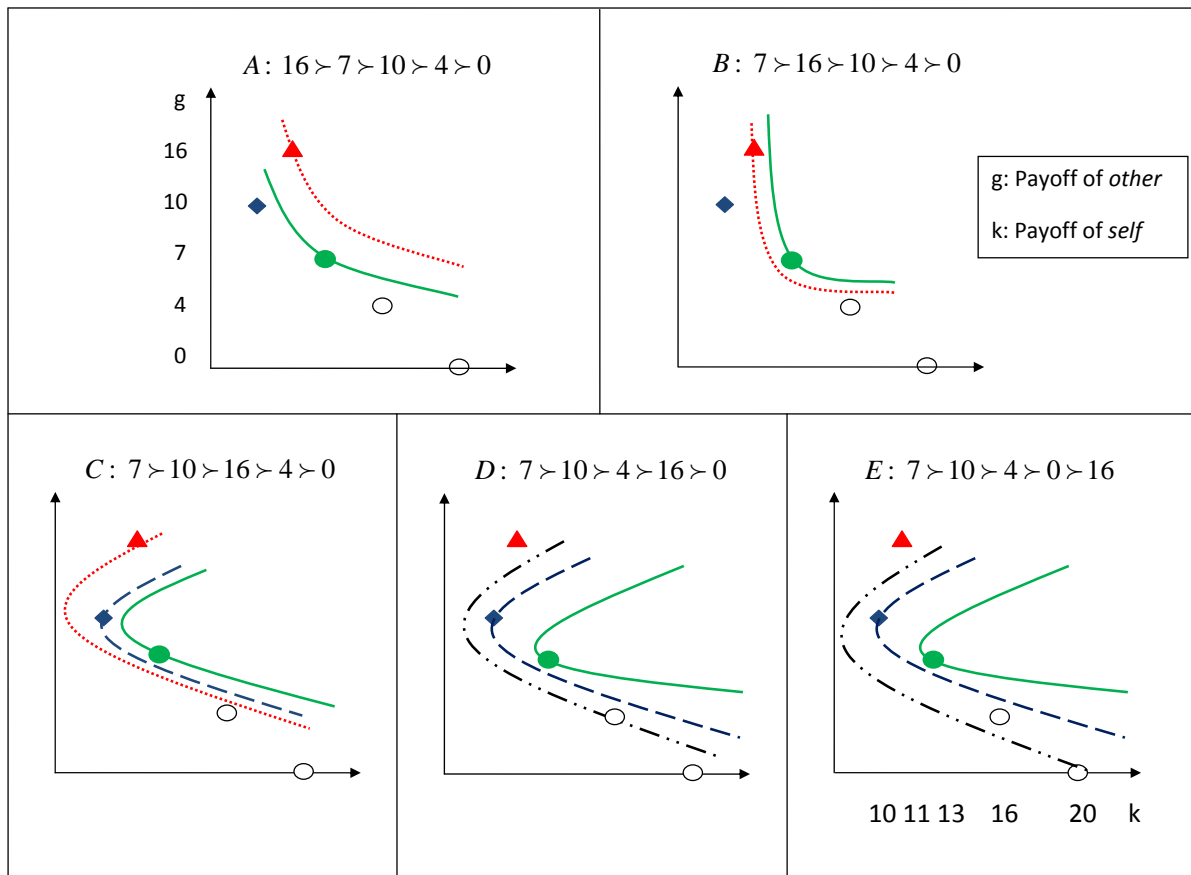 A: 16 ≻ 7 ≻ 10 ≻ 4 ≻ 0
g
16
10
7
4
0
B: 7 ≻ 16 ≻ 10 ≻ 4 ≻ 0
g: Payoff of other
k: Payoff of self
C: 7 ≻ 10 ≻ 16 ≻ 4 ≻ 0
D: 7 ≻ 10 ≻ 4 ≻ 16 ≻ 0
E: 7 ≻ 10 ≻ 4 ≻ 0 ≻ 16
10 11 13 16 20 k